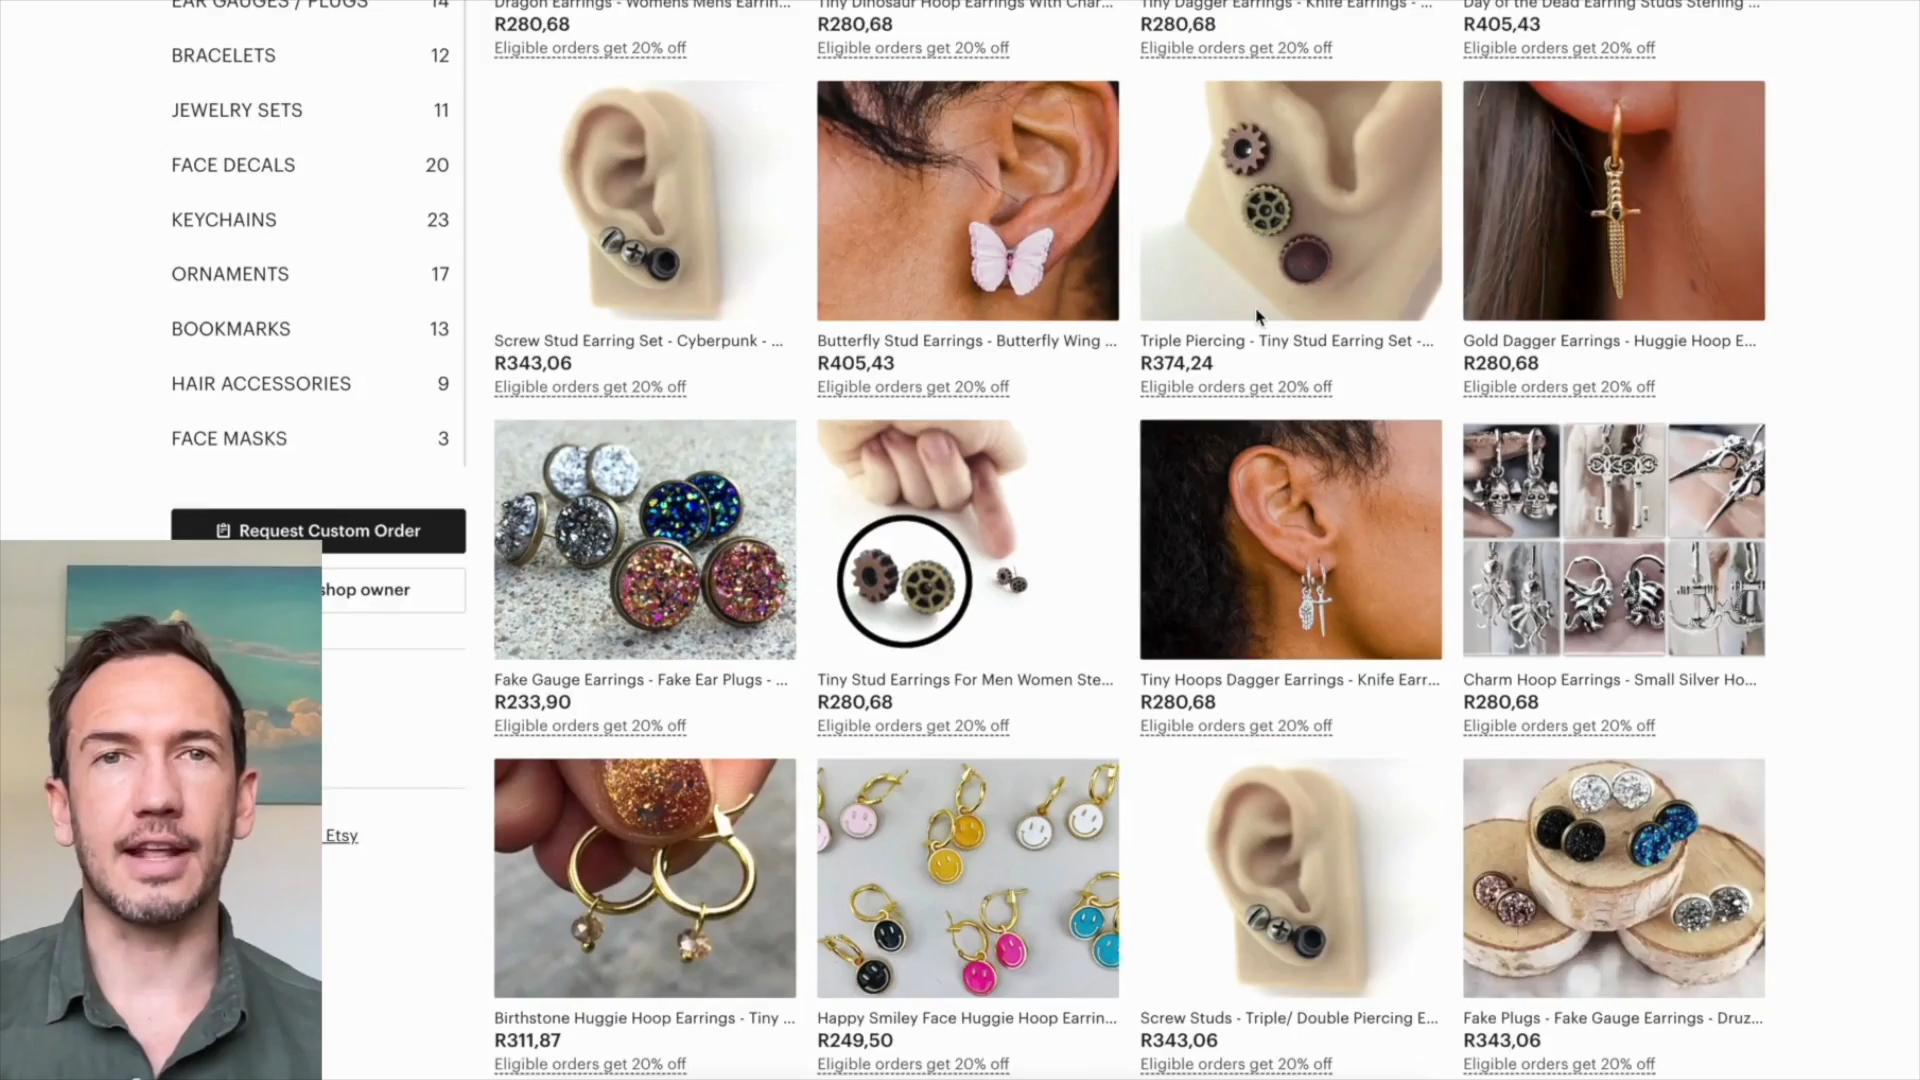 EAR GAUGES / PLUGS 14
BRACELETS 12
JEWELRY SETS 11
FACE DECALS 20
KEYCHAINS 23
ORNAMENTS 17
BOOKMARKS 13
HAIR ACCESSORIES 9
FACE MASKS 3
Request Custom Order
shop owner
Etsy
Dragon Earrings - Womens Mens Earrin...
R280,68
Eligible orders get 20% off
Tiny Dinosaur Hoop Earrings With Char...
R280,68
Eligible orders get 20% off
Tiny Dagger Earrings - Knife Earrings - ...
R280,68
Eligible orders get 20% off
Day of the Dead Earring Studs Sterling ...
R405,43
Eligible orders get 20% off
Screw Stud Earring Set - Cyberpunk - ...
R343,06
Eligible orders get 20% off
Butterfly Stud Earrings - Butterfly Wing ...
R405,43
Eligible orders get 20% off
Triple Piercing - Tiny Stud Earring Set -...
R374,24
Eligible orders get 20% off
Gold Dagger Earrings - Huggie Hoop E...
R280,68
Eligible orders get 20% off
Fake Gauge Earrings - Fake Ear Plugs - ...
R233,90
Eligible orders get 20% off
Tiny Stud Earrings For Men Women Ste...
R280,68
Eligible orders get 20% off
Tiny Hoops Dagger Earrings - Knife Earr...
R280,68
Eligible orders get 20% off
Charm Hoop Earrings - Small Silver Ho...
R280,68
Eligible orders get 20% off
Birthstone Huggie Hoop Earrings - Tiny ...
R311,87
Eligible orders get 20% off
Happy Smiley Face Huggie Hoop Earrin...
R249,50
Eligible orders get 20% off
Screw Studs - Triple/ Double Piercing E...
R343,06
Eligible orders get 20% off
Fake Plugs - Fake Gauge Earrings - Druz...
R343,06
Eligible orders get 20% off